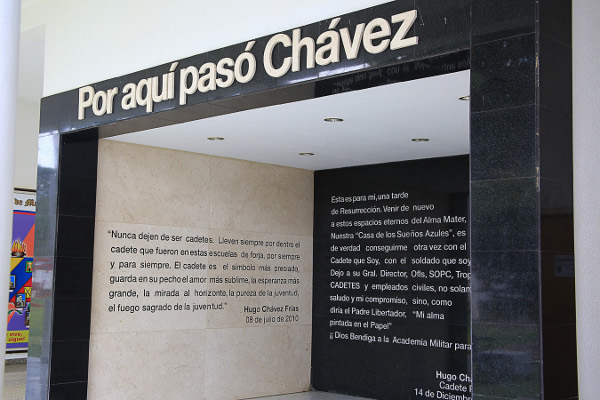 Por aquí pasó Chávez
"Nunca dejen de ser cadetes. Lleven siempre por dentro el
cadete que fueron en estas escuelas de forja, por siempre
y para siempre. El cadete es el símbolo más preciado,
guarda en su pecho el amor más sublime, la esperanza más
grande, la mirada al horizonte, la pureza de la juventud,
el fuego sagrado de la juventud."
Hugo Chávez Frías
08 de julio de 2010
Esta es para mi, una tarde
de Resurrección. Venir de nuevo
a estos espacios eternos del Alma Mater,
Nuestra "Casa de los Sueños Azules", es
de verdad conseguirme otra vez con el
Cadete que Soy, con el soldado que soy
Dejo a su Gral. Director, Ofls, SOPC, Trop
CADETES y empleados civiles, no solam
saludo y mi compromiso, sino, como
diría el Padre Libertador, "Mi alma
pintada en el Papel"
¡¡ Dios Bendiga a la Academia Militar para
Hugo Chá
Cadete
14 de Diciem